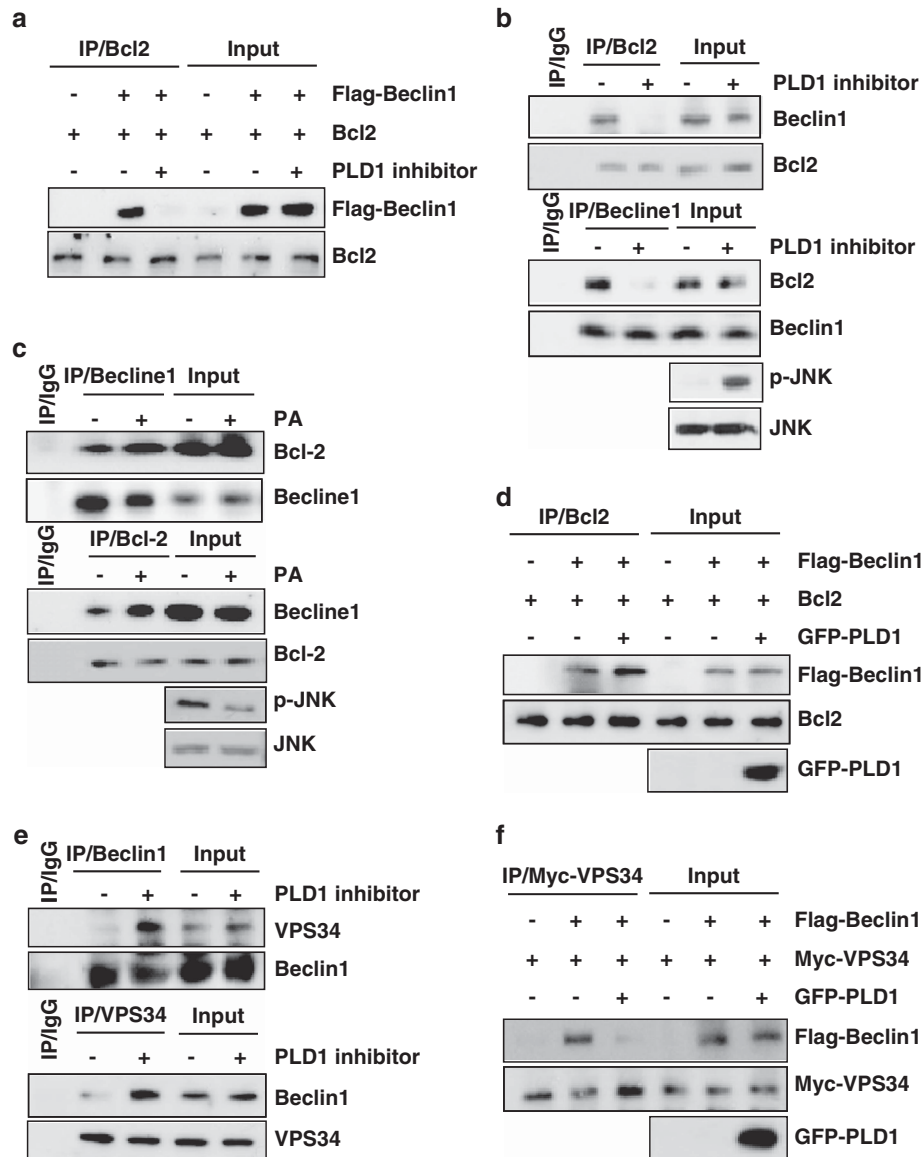 a
IP/Bcl2 Input
- + + - + + Flag-Beclin1
+ + + + + + Bcl2
- - + - - + PLD1 inhibitor
Flag-Beclin1
Bcl2
b
IP/IgG IP/Bcl2 Input
- + - + PLD1 inhibitor
Beclin1
Bcl2
IP/IgG IP/Becline1 Input
- + - + PLD1 inhibitor
Bcl2
Beclin1
p-JNK
JNK
c
IP/IgG IP/Becline1 Input
- + - + PA
Bcl-2
Becline1
IP/IgG IP/Bcl-2 Input
- + - + PA
Becline1
Bcl-2
p-JNK
JNK
d
IP/Bcl2 Input
- + + - + + Flag-Beclin1
+ + + + + + Bcl2
- - + - - + GFP-PLD1
Flag-Beclin1
Bcl2
GFP-PLD1
e
IP/IgG IP/Beclin1 Input
- + - + PLD1 inhibitor
VPS34
Beclin1
IP/IgG IP/VPS34 Input
- + - + PLD1 inhibitor
Beclin1
VPS34
f
IP/Myc-VPS34 Input
- + + - + + Flag-Beclin1
+ + + + + + Myc-VPS34
- - + - - + GFP-PLD1
Flag-Beclin1
Myc-VPS34
GFP-PLD1